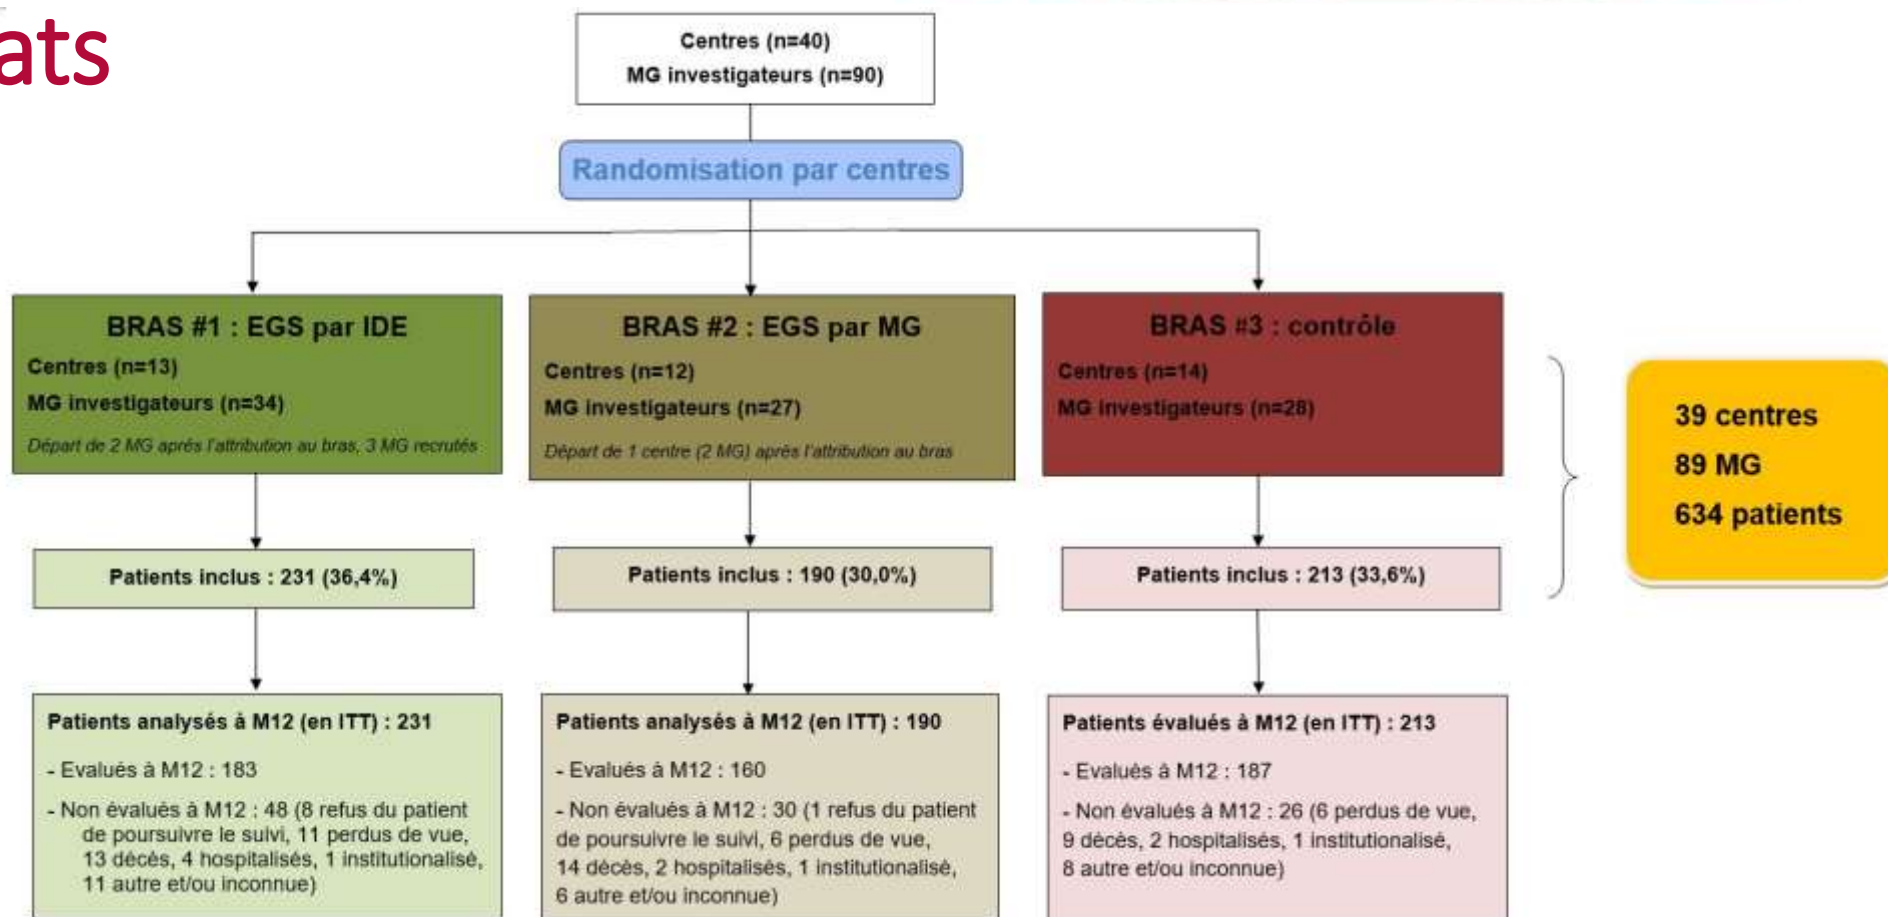 ats
Centres (n=40)
MG investigateurs (n=90)
Randomisation par centres
BRAS #1 : EGS par IDE
Centres (n=13)
MG investigateurs (n=34)
Départ de 2 MG après l'attribution au bras, 3 MG recrutés
BRAS #2 : EGS par MG
Centres (n=12)
MG investigateurs (n=27)
Départ de 1 centre (2 MG) après l'attribution au bras
BRAS #3 : contrôle
Centres (n=14)
MG investigateurs (n=28)
39 centres
89 MG
634 patients
Patients inclus : 231 (36,4%)
Patients inclus : 190 (30,0%)
Patients inclus : 213 (33,6%)
Patients analysés à M12 (en ITT) : 231
- Evalués à M12 : 183
- Non évalués à M12 : 48 (8 refus du patient
de poursuivre le suivi, 11 perdus de vue,
13 décès, 4 hospitalisés, 1 institutionalisé,
11 autre et/ou inconnue)
Patients analysés à M12 (en ITT) : 190
- Evalués à M12 : 160
- Non évalués à M12 : 30 (1 refus du patient
de poursuivre le suivi, 6 perdus de vue,
14 décès, 2 hospitalisés, 1 institutionalisé,
6 autre et/ou inconnue)
Patients évalués à M12 (en ITT) : 213
- Evalués à M12 : 187
- Non évalués à M12 : 26 (6 perdus de vue,
9 décès, 2 hospitalisés, 1 institutionalisé,
8 autre et/ou inconnue)